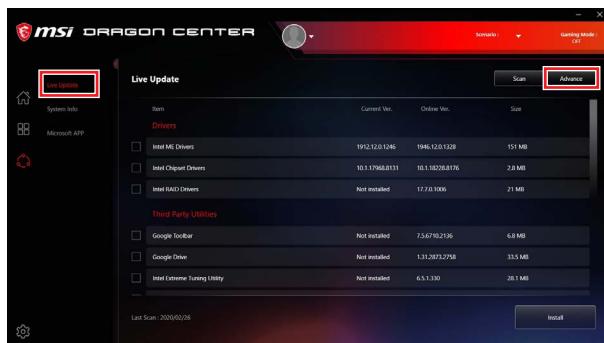 msi DRAGON CENTER
Scenario :
Gaming Mode :
OFF
Live Update
System Info
Microsoft APP
Live Update
Scan
Advance
Item Current Ver. Online Ver. Size
Drivers
Intel ME Drivers 1912.12.0.1246 1946.12.0.1328 151 MB
Intel Chipset Drivers 10.1.17968.8131 10.1.18228.8176 2.8 MB
Intel RAID Drivers Not installed 17.7.0.1006 21 MB
Third Party Utilities
Google Toolbar Not installed 7.5.6710.2136 6.8 MB
Google Drive Not installed 1.31.2873.2758 33.5 MB
Intel Extreme Tuning Utility Not installed 6.5.1.330 28.1 MB
Last Scan : 2020/02/26
Install